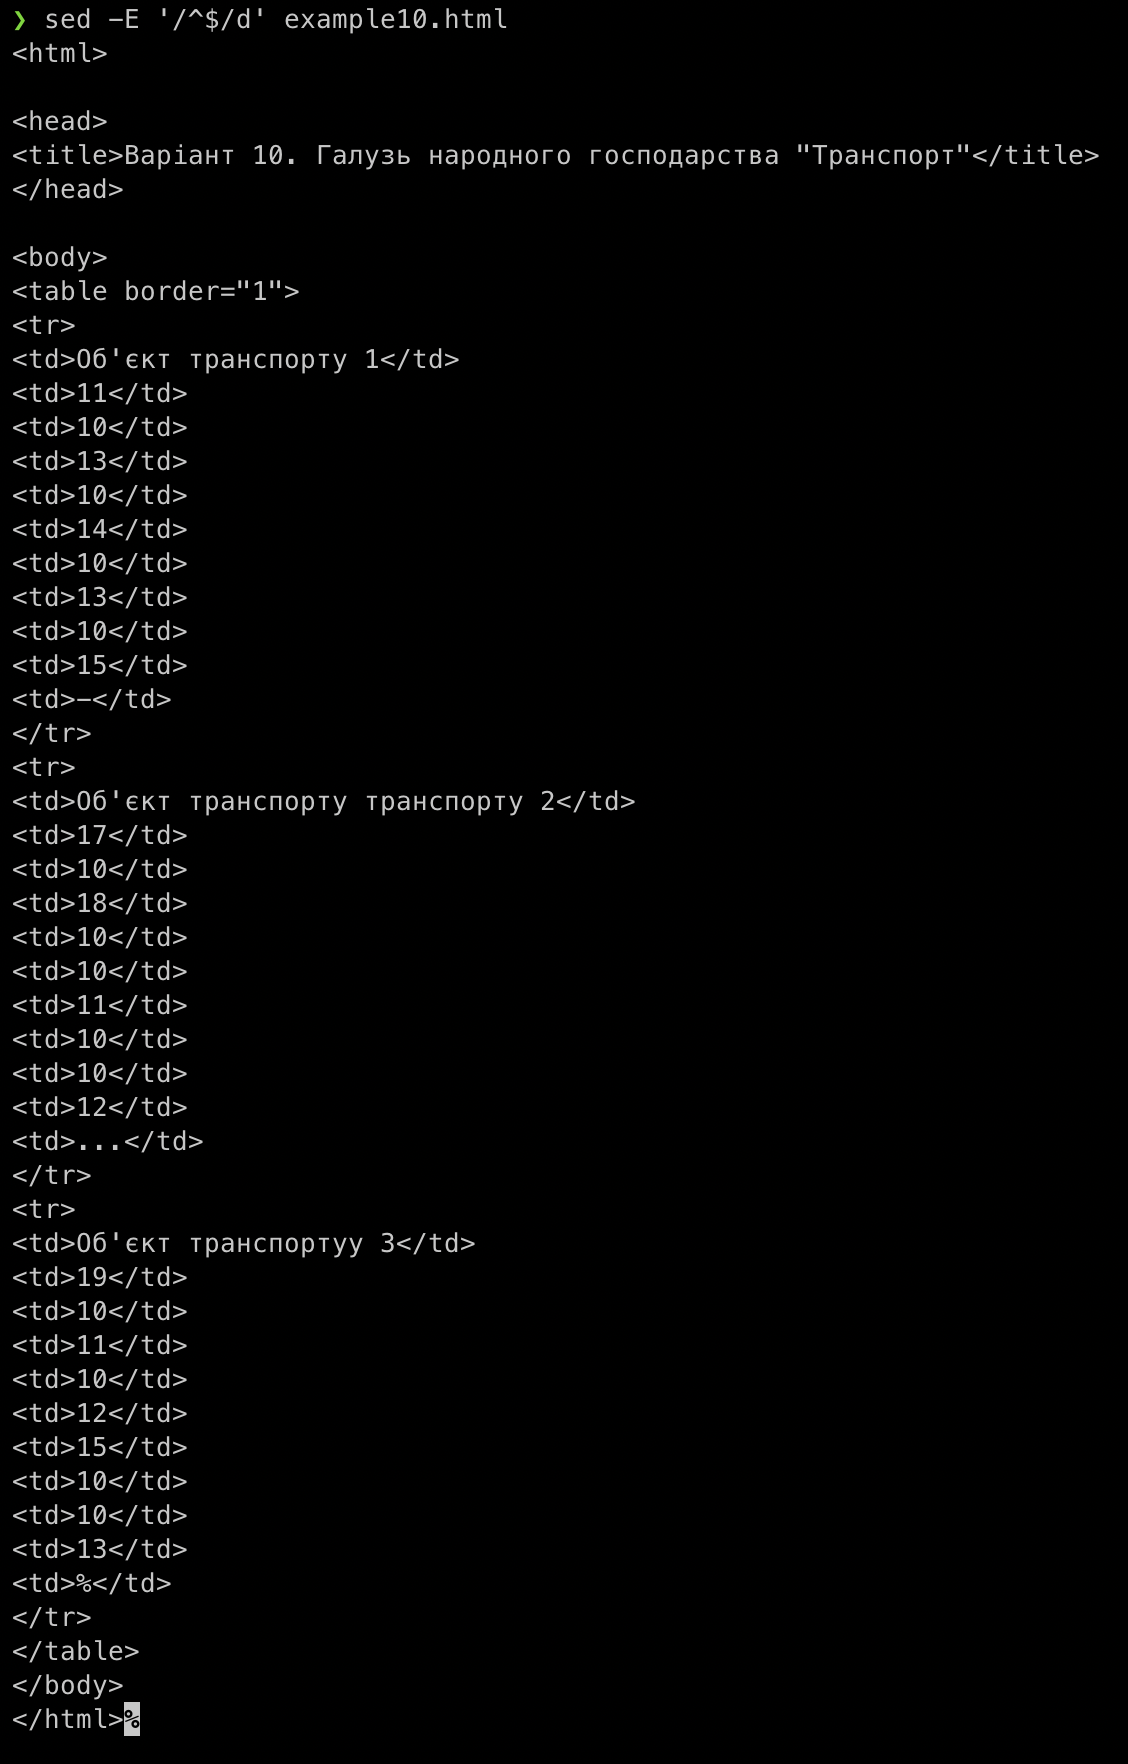 ❯ sed -E '/^$/d' example10.html
<html>

<head>
<title>Варіант 10. Галузь народного господарства "Транспорт"</title>
</head>

<body>
<table border="1">
<tr>
<td>Об'єкт транспорту 1</td>
<td>11</td>
<td>10</td>
<td>13</td>
<td>10</td>
<td>14</td>
<td>10</td>
<td>13</td>
<td>10</td>
<td>15</td>
<td>-</td>
</tr>
<tr>
<td>Об'єкт транспорту транспорту 2</td>
<td>17</td>
<td>10</td>
<td>18</td>
<td>10</td>
<td>10</td>
<td>11</td>
<td>10</td>
<td>10</td>
<td>12</td>
<td>...</td>
</tr>
<tr>
<td>Об'єкт транспортуу 3</td>
<td>19</td>
<td>10</td>
<td>11</td>
<td>10</td>
<td>12</td>
<td>15</td>
<td>10</td>
<td>10</td>
<td>13</td>
<td>%</td>
</tr>
</table>
</body>
</html>%